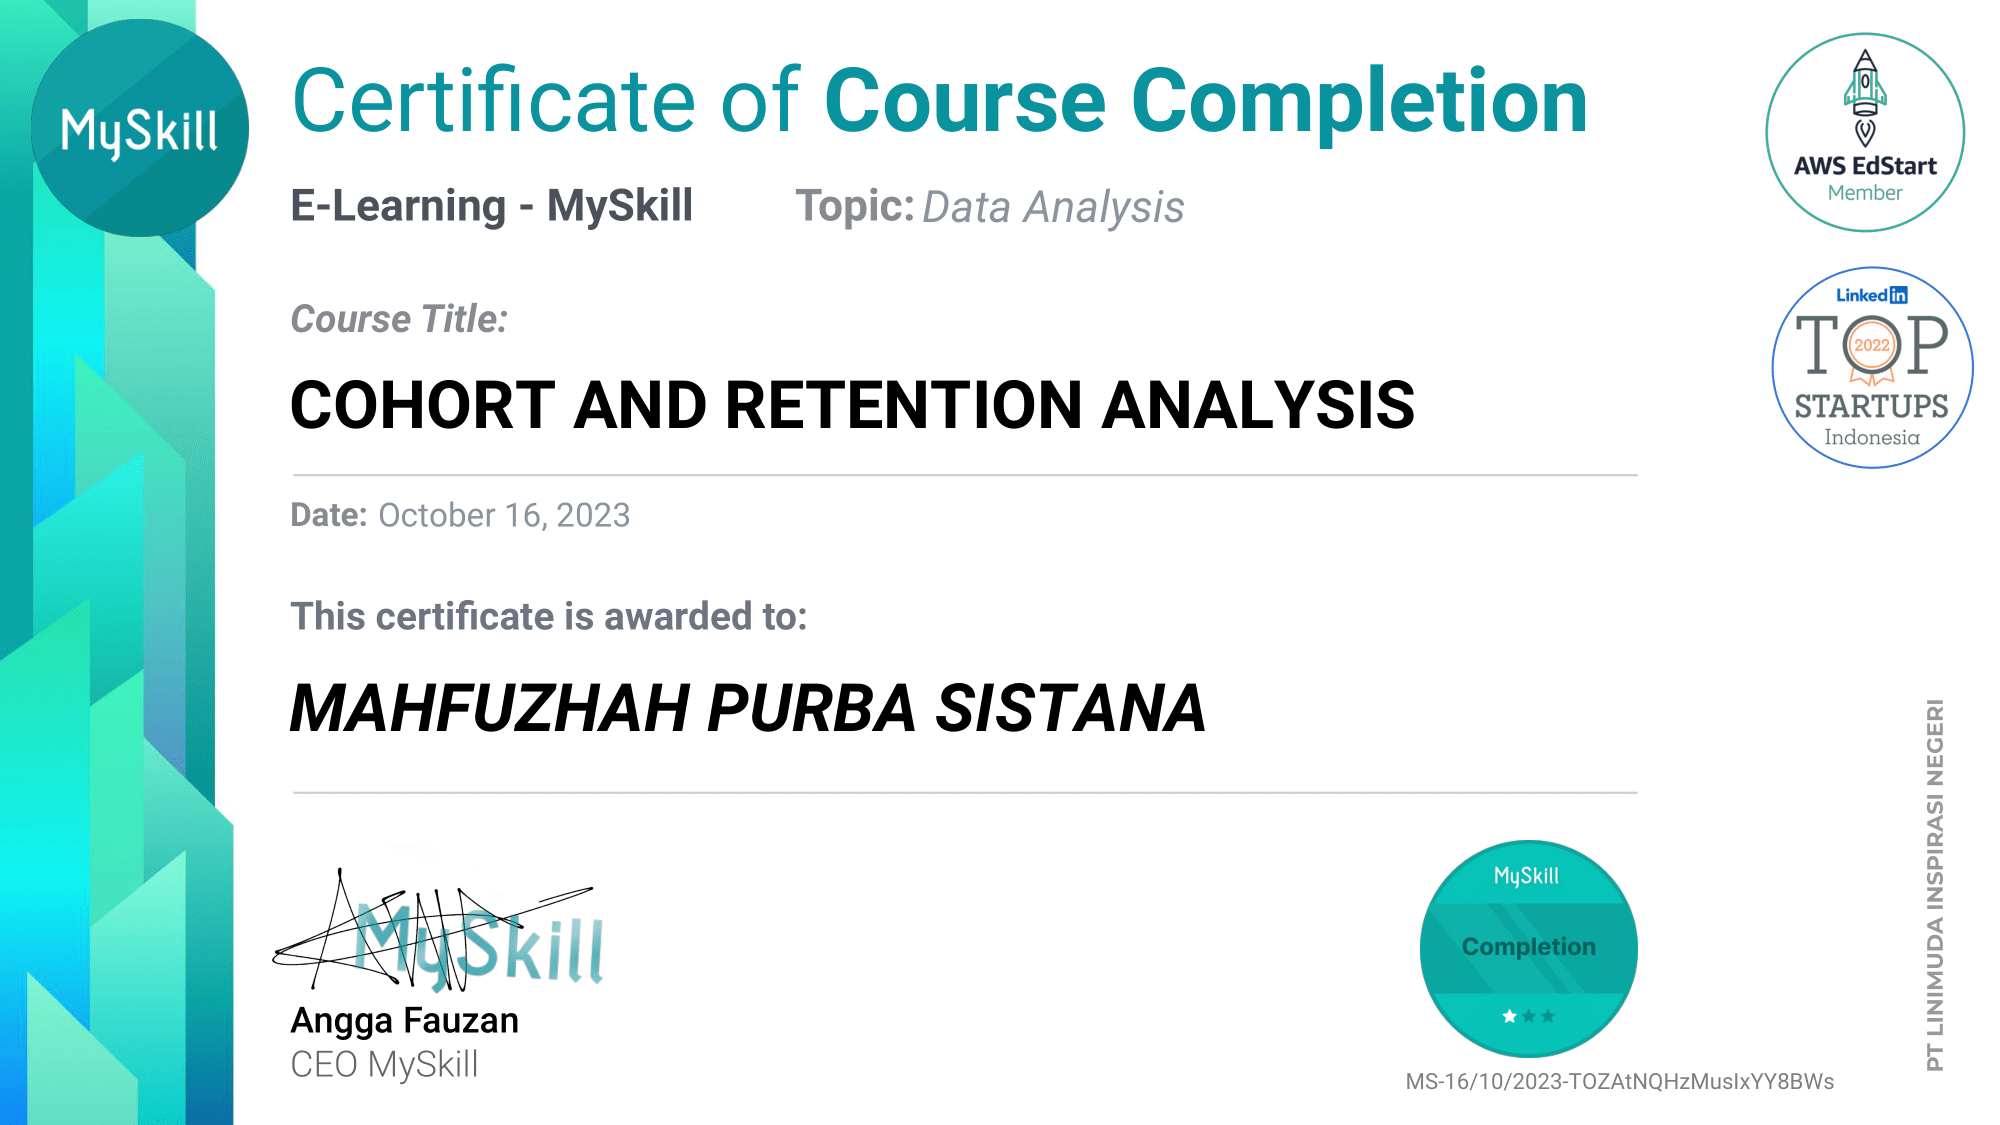 MySkill
Certificate of Course Completion
E-Learning - MySkill
Topic: Data Analysis
Course Title:
COHORT AND RETENTION ANALYSIS
Date: October 16, 2023
This certificate is awarded to:
MAHFUZHAH PURBA SISTANA
MySkill
Angga Fauzan
CEO MySkill
AWS EdStart
Member
Linked in
TOP
2022
STARTUPS
Indonesia
MySkill
Completion
MS-16/10/2023-TOZAtNQHzMusIxYY8BWs
PT LINIMUDA INSPIRASI NEGERI